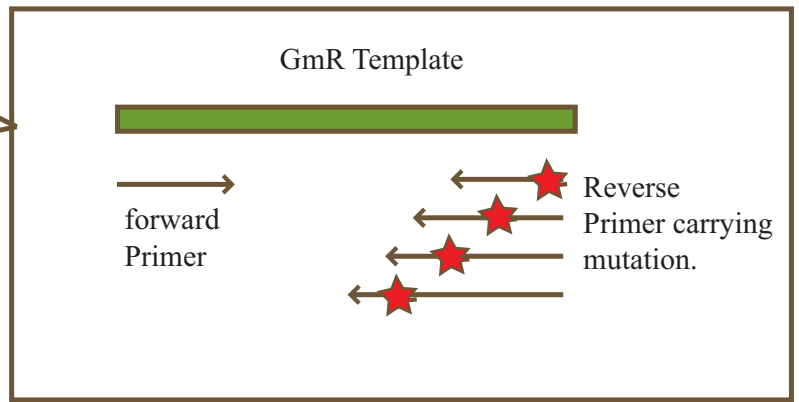 GmR Template
forward
Primer
Reverse
Primer carrying
mutation.